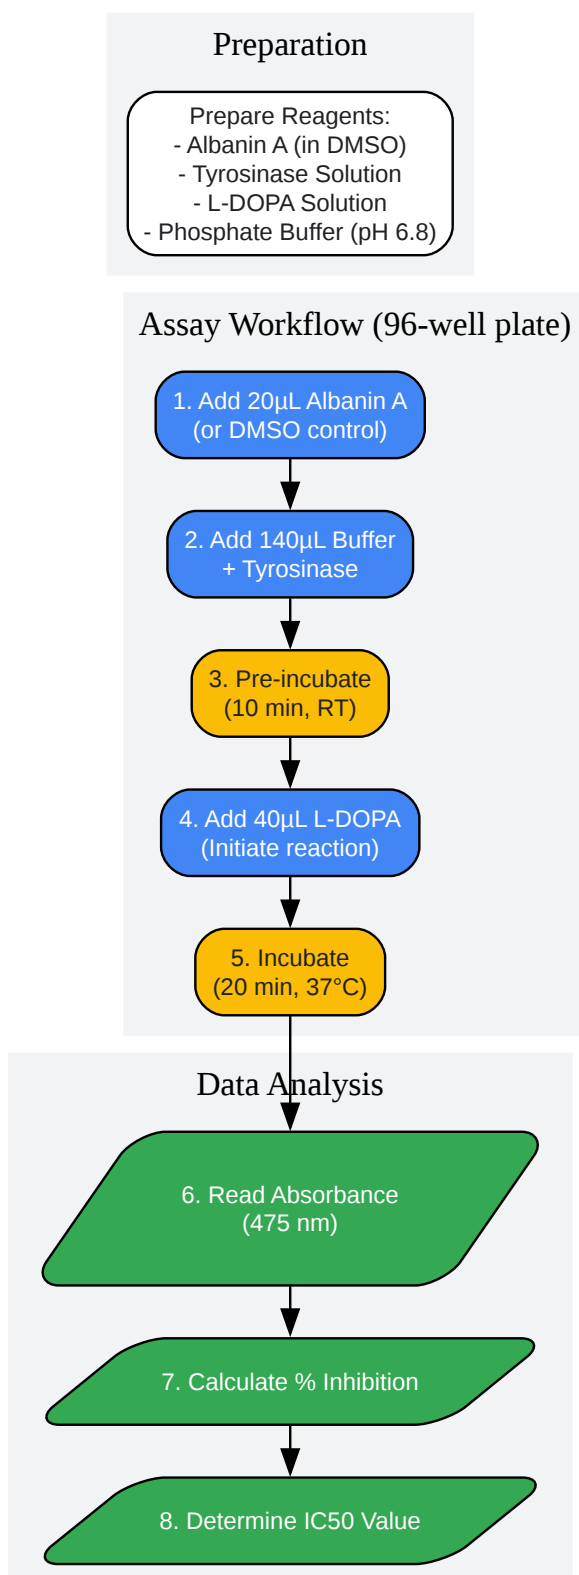 Preparation
Prepare Reagents:
- Albanin A (in DMSO)
- Tyrosinase Solution
- L-DOPA Solution
- Phosphate Buffer (pH 6.8)
Assay Workflow (96-well plate)
1. Add 20µL Albanin A
(or DMSO control)
2. Add 140µL Buffer
+ Tyrosinase
3. Pre-incubate
(10 min, RT)
4. Add 40µL L-DOPA
(Initiate reaction)
5. Incubate
(20 min, 37°C)
Data Analysis
6. Read Absorbance
(475 nm)
7. Calculate % Inhibition
8. Determine IC50 Value